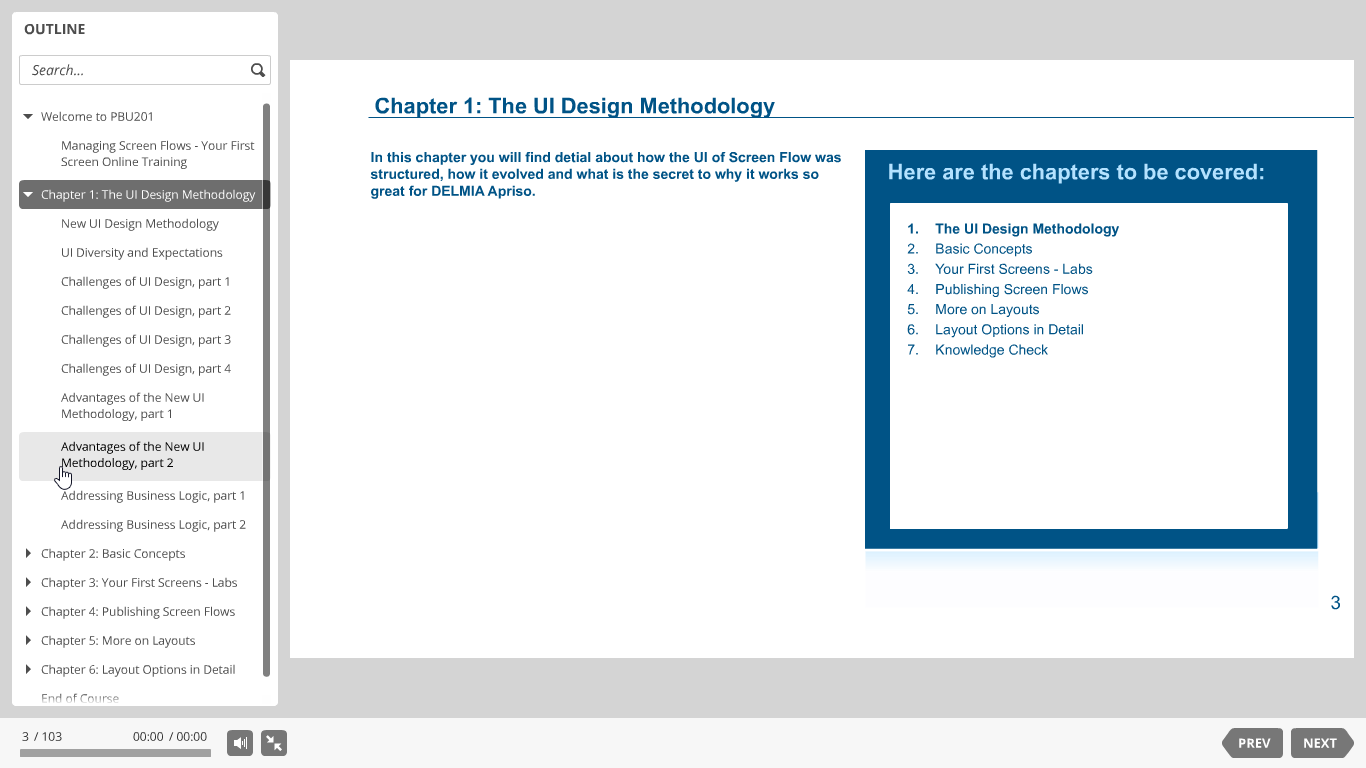 OUTLINE
Search...
Welcome to PBU201
Managing Screen Flows - Your First
Screen Online Training
Chapter 1: The UI Design Methodology
New UI Design Methodology
UI Diversity and Expectations
Challenges of UI Design, part 1
Challenges of UI Design, part 2
Challenges of UI Design, part 3
Challenges of UI Design, part 4
Advantages of the New UI
Methodology, part 1
Advantages of the New UI
Methodology, part 2
Addressing Business Logic, part 1
Addressing Business Logic, part 2
Chapter 2: Basic Concepts
Chapter 3: Your First Screens - Labs
Chapter 4: Publishing Screen Flows
Chapter 5: More on Layouts
Chapter 6: Layout Options in Detail
End of Course
Chapter 1: The UI Design Methodology
In this chapter you will find detial about how the UI of Screen Flow was
structured, how it evolved and what is the secret to why it works so
great for DELMIA Apriso.
Here are the chapters to be covered:
1. The UI Design Methodology
2. Basic Concepts
3. Your First Screens - Labs
4. Publishing Screen Flows
5. More on Layouts
6. Layout Options in Detail
7. Knowledge Check
3
3 / 103
00:00 / 00:00
PREV
NEXT